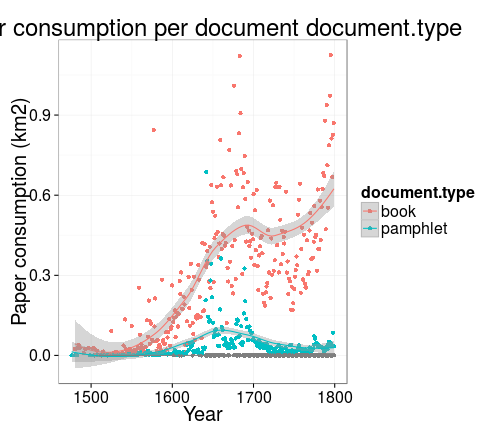 r consumption per document document.type
Paper consumption (km2)
0.9
0.6
0.3
0.0
1500
1600
1700
1800
Year
document.type
book
pamphlet